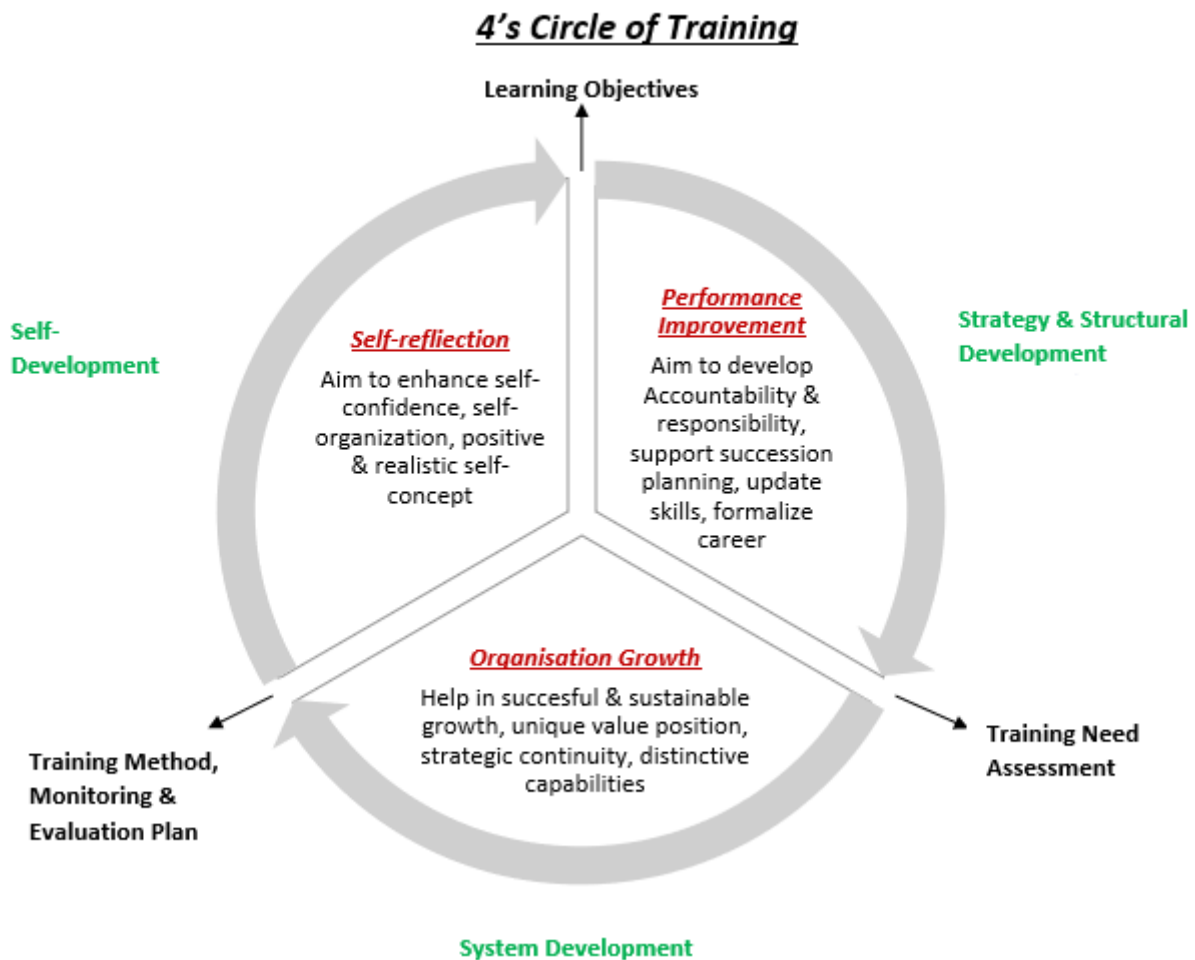 4's Circle of Training
Learning Objectives
Performance
Improvement
Aim to develop
Accountability &
responsibility,
support succession
planning, update
skills, formalize
career
Strategy & Structural
Development
Self-
Development
Self-refliection
Aim to enhance self-
confidence, self-
organization, positive
& realistic self-
concept
Organisation Growth
Help in succesful & sustainable
growth, unique value position,
strategic continuity, distinctive
capabilities
Training Need
Assessment
Training Method,
Monitoring &
Evaluation Plan
System Development